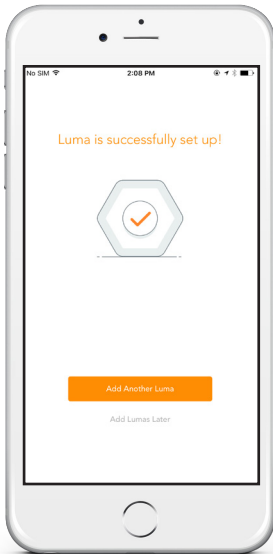 No SIM 2:08 PM
Luma is successfully set up!
Add Another Luma
Add Lumas Later